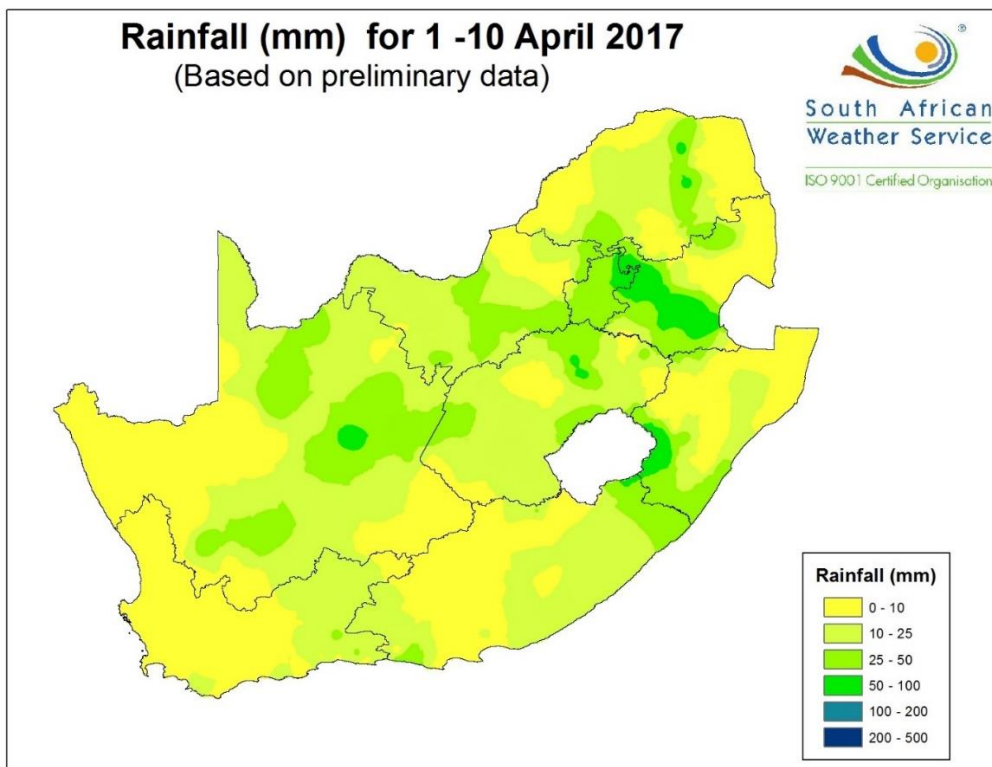 Rainfall (mm) for 1 -10 April 2017
(Based on preliminary data)
®
South African
Weather Service
ISO 9001 Certified Organisation
Rainfall (mm)
0 - 10
10 - 25
25 - 50
50 - 100
100 - 200
200 - 500